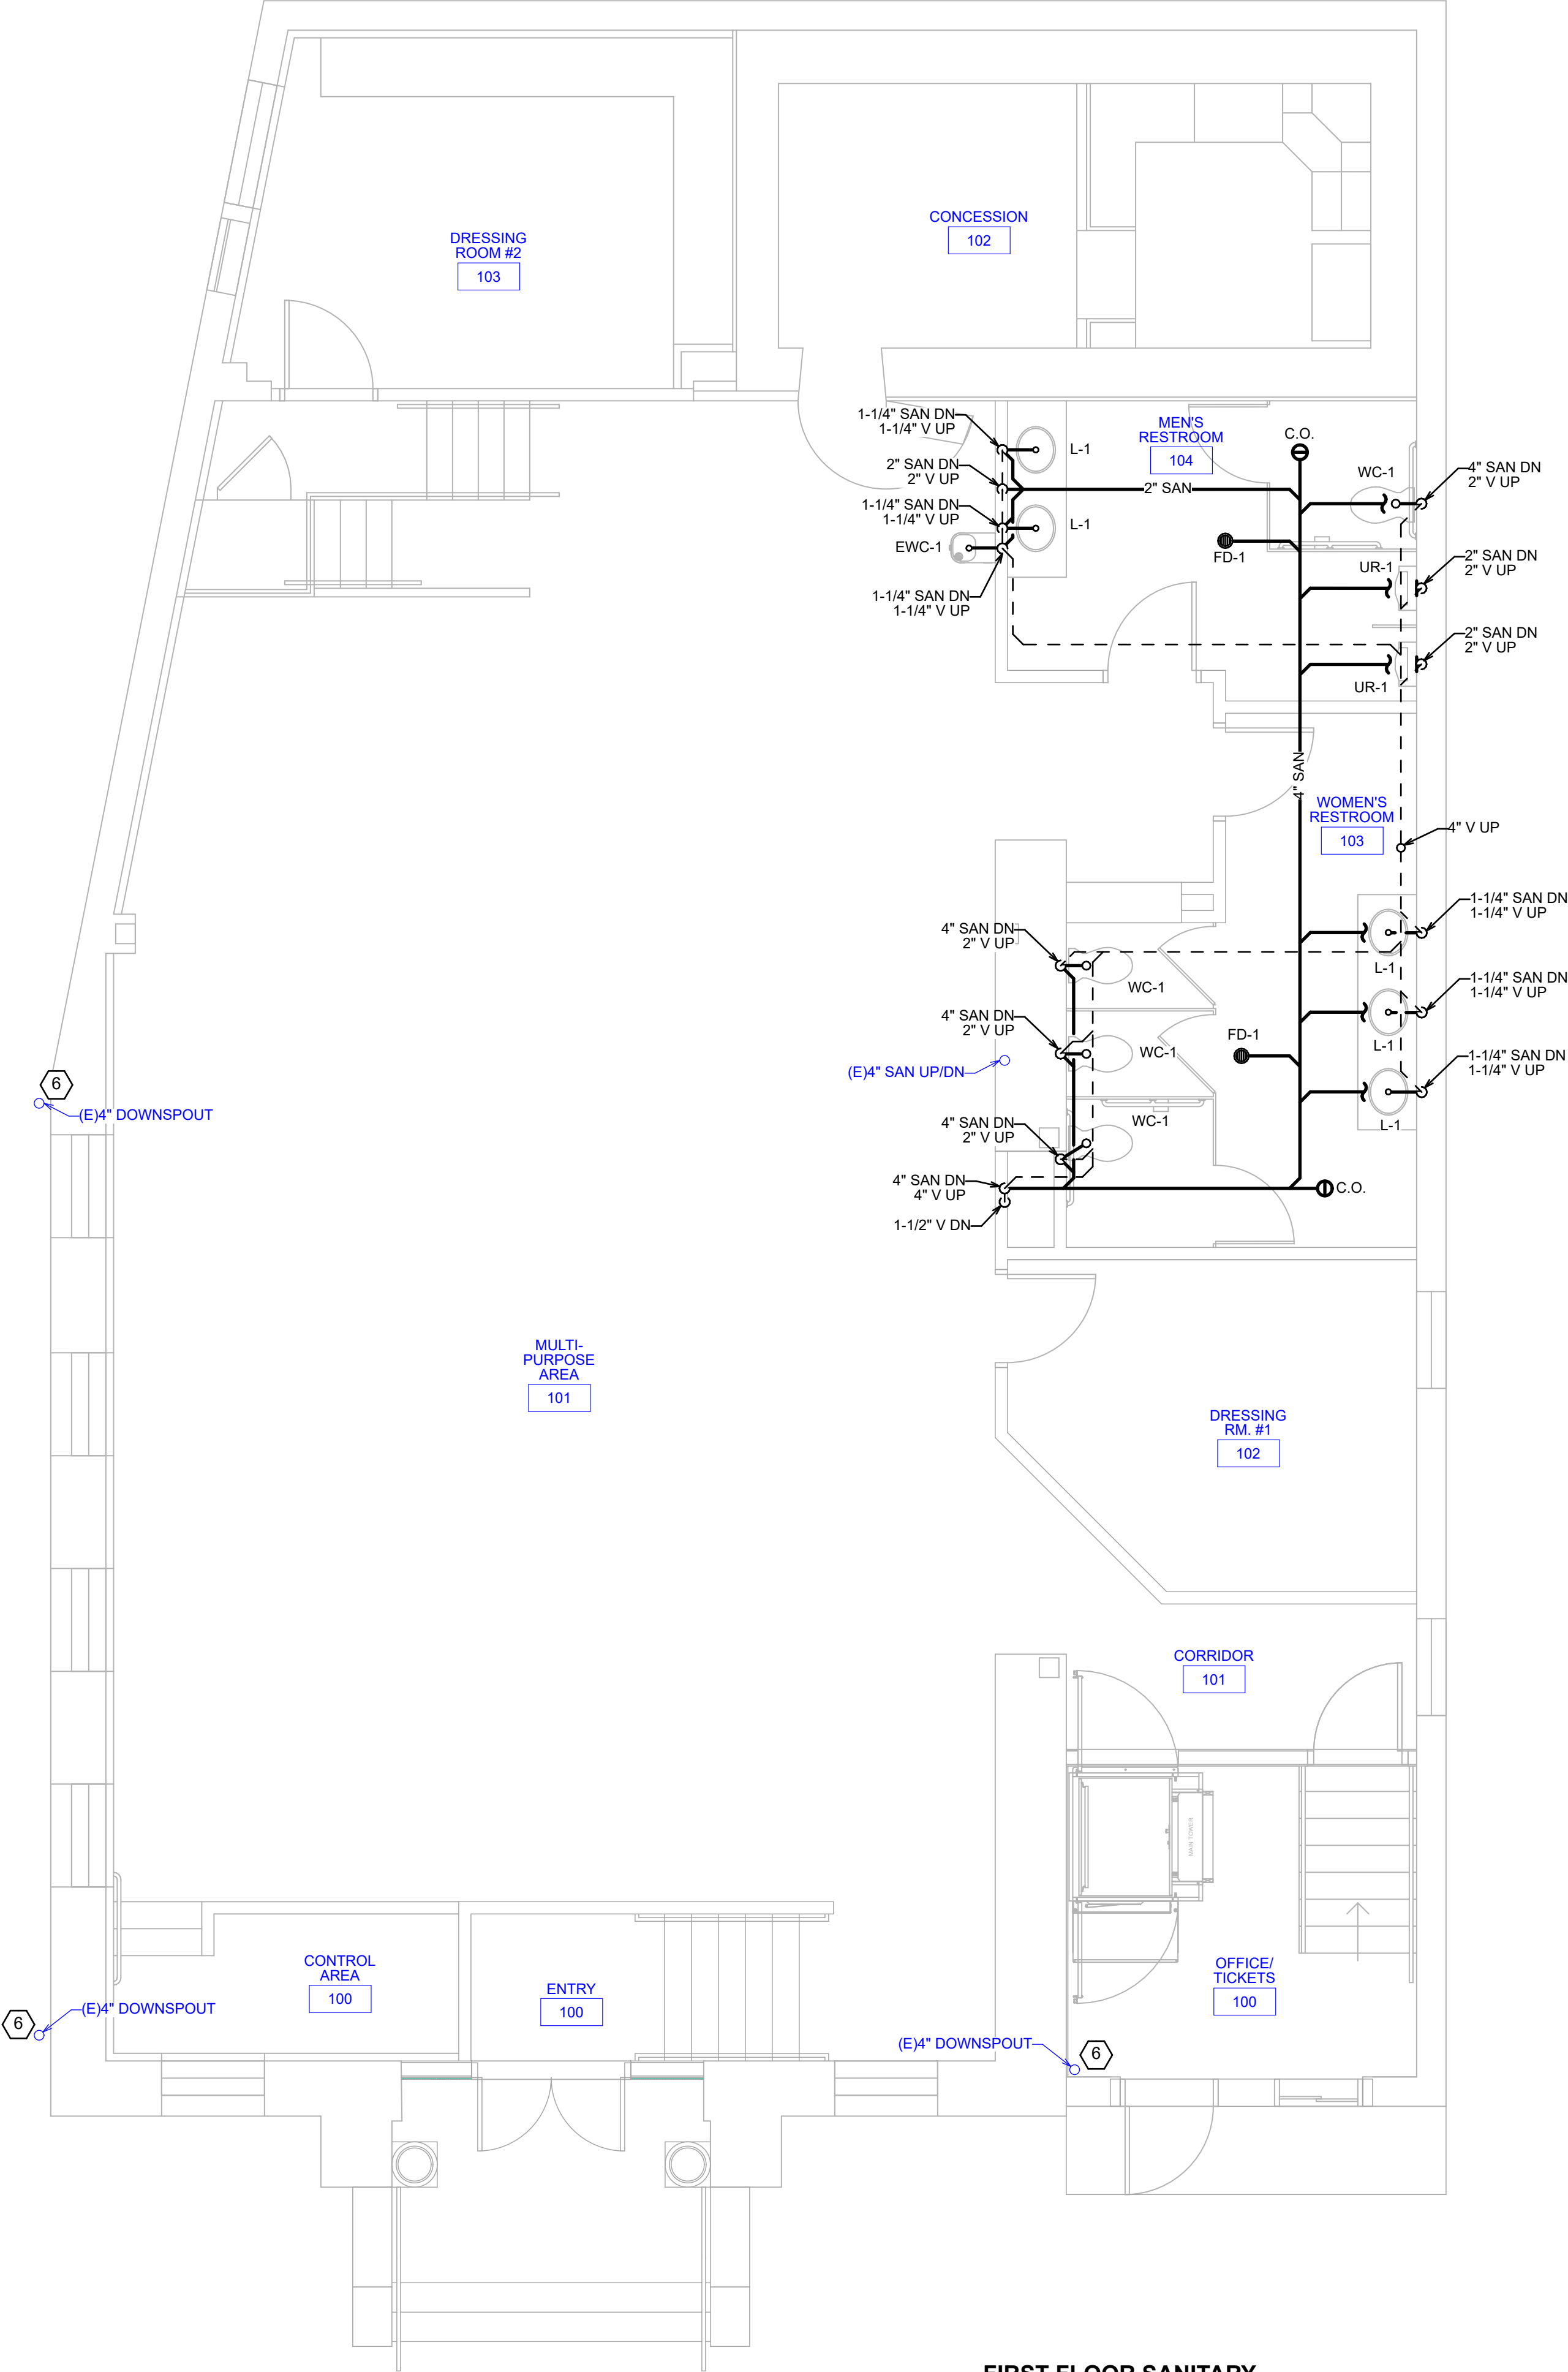 CONCESSION
102
DRESSING
ROOM #2
103
1-1/4" SAN DN
1-1/4" V UP
MEN'S
RESTROOM
104
L-1
C.O.
2" SAN DN
2" V UP
2" SAN
WC-1
4" SAN DN
2" V UP
1-1/4" SAN DN
1-1/4" V UP
L-1
EWC-1
FD-1
UR-1
2" SAN DN
2" V UP
1-1/4" SAN DN
1-1/4" V UP
2" SAN DN
2" V UP
UR-1
4" SAN
WOMEN'S
RESTROOM
103
4" V UP
1-1/4" SAN DN
1-1/4" V UP
4" SAN DN
2" V UP
L-1
WC-1
1-1/4" SAN DN
1-1/4" V UP
4" SAN DN
2" V UP
FD-1
L-1
WC-1
1-1/4" SAN DN
1-1/4" V UP
(E)4" SAN UP/DN
6
(E)4" DOWNSPOUT
4" SAN DN
2" V UP
WC-1
L-1
4" SAN DN
4" V UP
C.O.
1-1/2" V DN
MULTI-
PURPOSE
AREA
101
DRESSING
RM. #1
102
CORRIDOR
101
MAIN TOWER
CONTROL
AREA
100
ENTRY
100
OFFICE/
TICKETS
100
6
(E)4" DOWNSPOUT
(E)4" DOWNSPOUT
6
FIRST FLOOR SANITARY